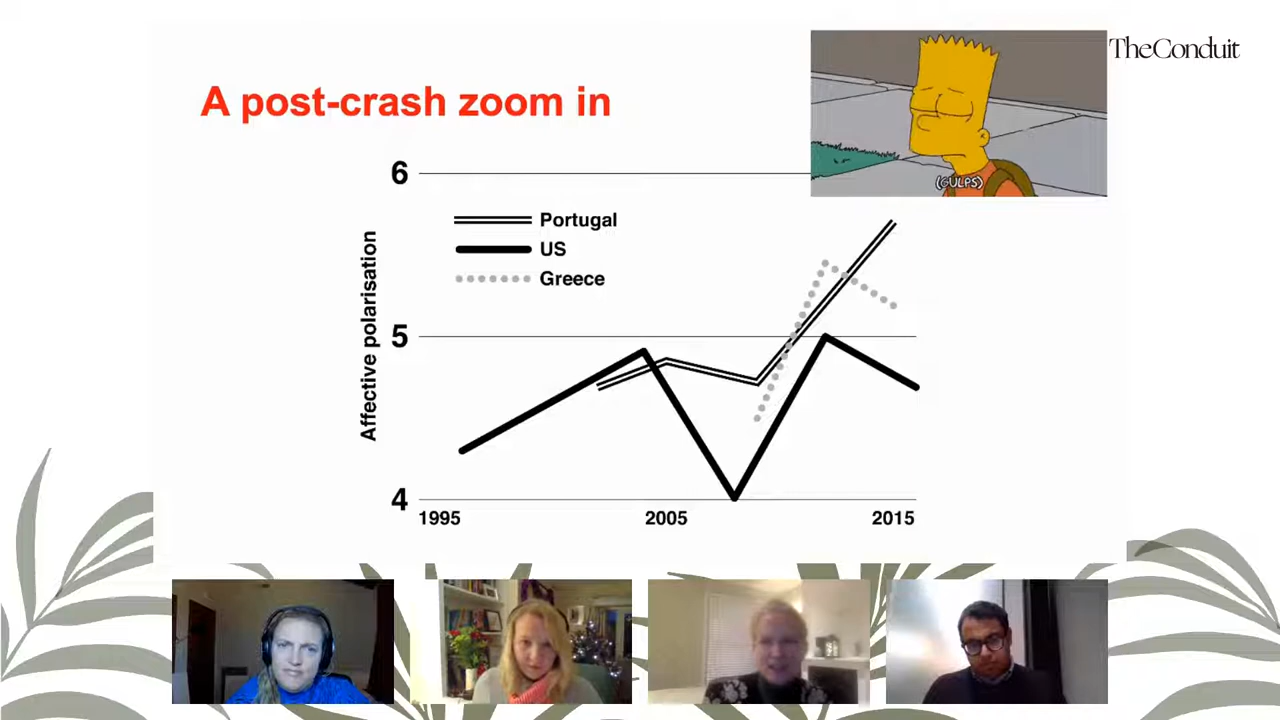 TheConduit
A post-crash zoom in
(GULPS)
6
5
4
Affective polarisation
Portugal
US
Greece
1995
2005
2015